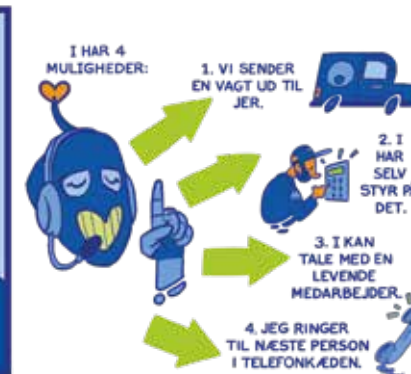 I HAR 4
MULIGHEDER:
1. VI SENDER
EN VAGT UD TIL
JER.
2. I
HAR
SELV
STYR PÅ
DET.
3. I KAN
TALE MED EN
LEVENDE
MEDARBEJDER.
4. JEG RINGER
TIL NÆSTE PERSON
I TELEFONKÆDEN.